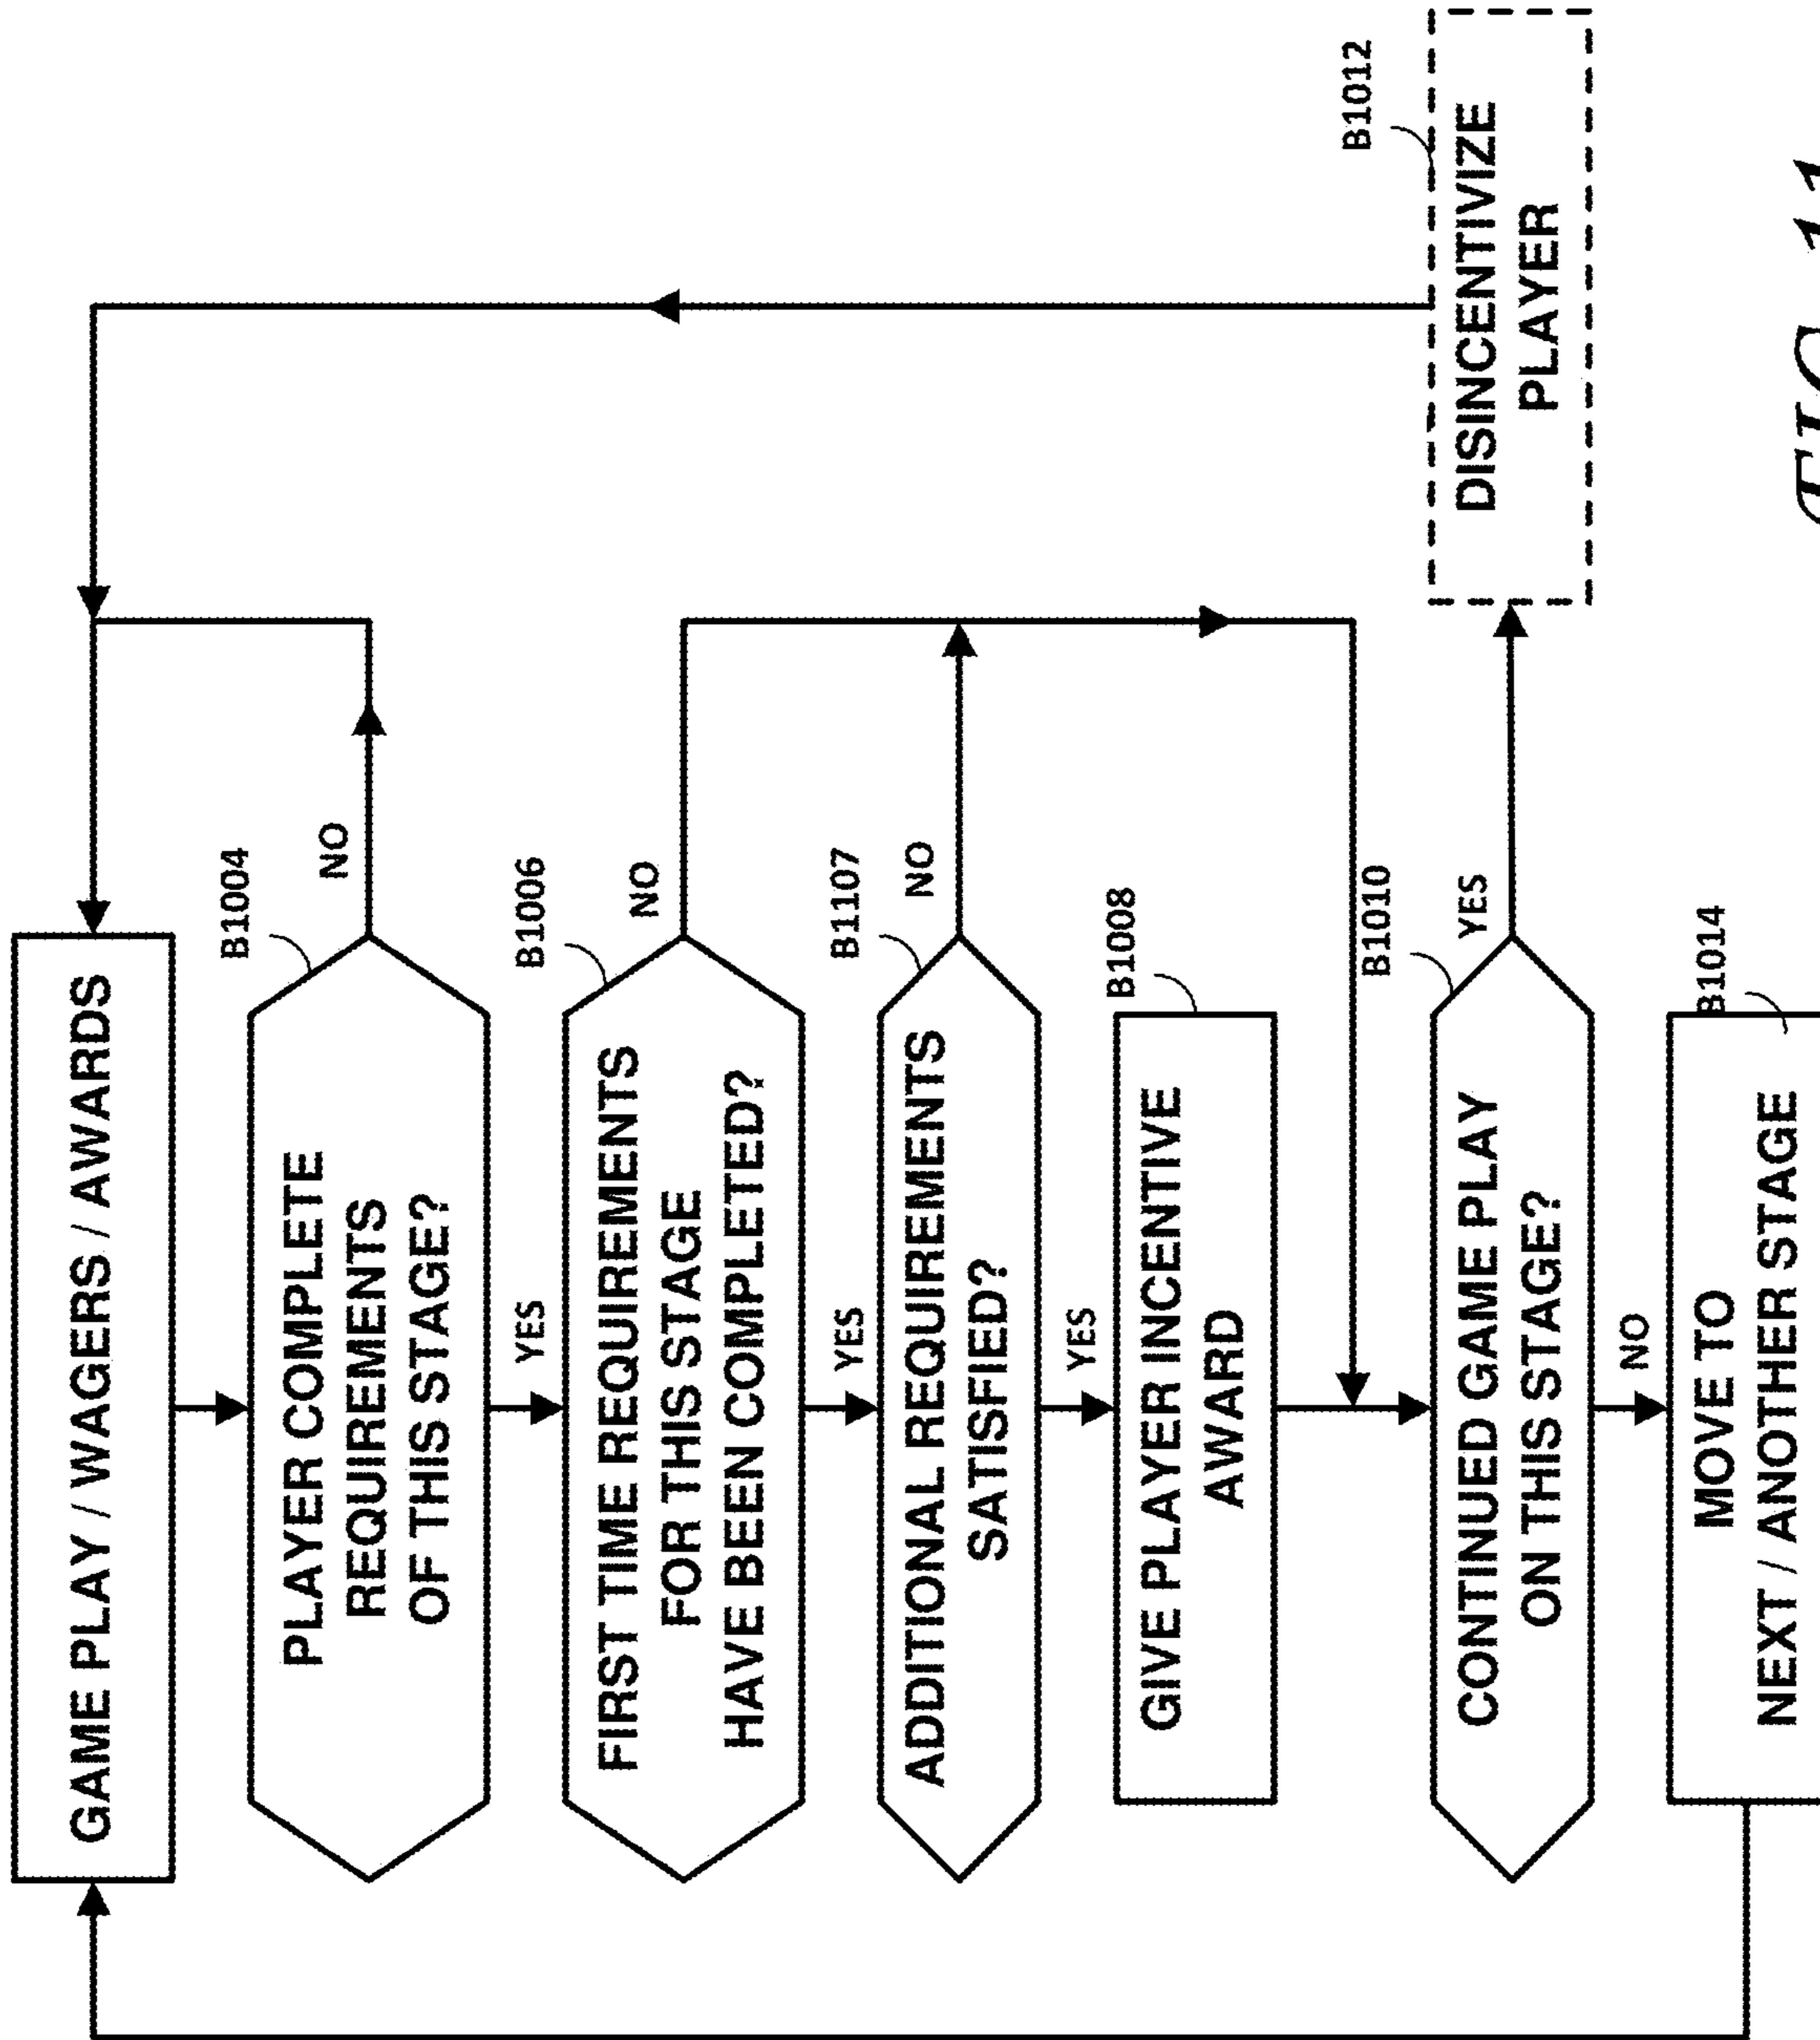 GAME PLAY / WAGERS / AWARDS
B1004
PLAYER COMPLETE
REQUIREMENTS
OF THIS STAGE?
NO
YES
B1006
FIRST TIME REQUIREMENTS
FOR THIS STAGE
HAVE BEEN COMPLETED?
NO
YES
B1107
ADDITIONAL REQUIREMENTS
SATISFIED?
NO
YES
B1008
GIVE PLAYER INCENTIVE
AWARD
B1010
CONTINUED GAME PLAY
ON THIS STAGE?
YES
B1012
DISINCENTIVIZE
PLAYER
NO
B1014
MOVE TO
NEXT / ANOTHER STAGE